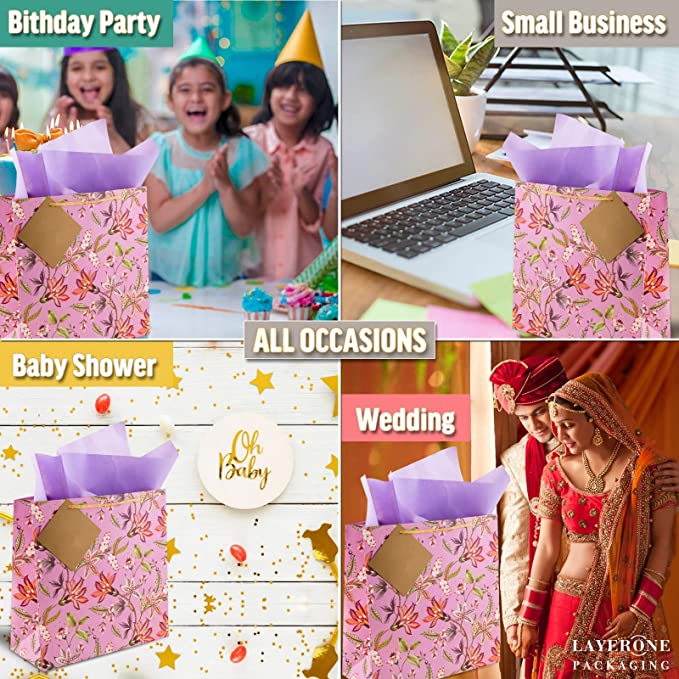 Bithday Party
Small Business
ALL OCCASIONS
Baby Shower
Oh
Baby
Wedding
LAYERONE
PACKAGING